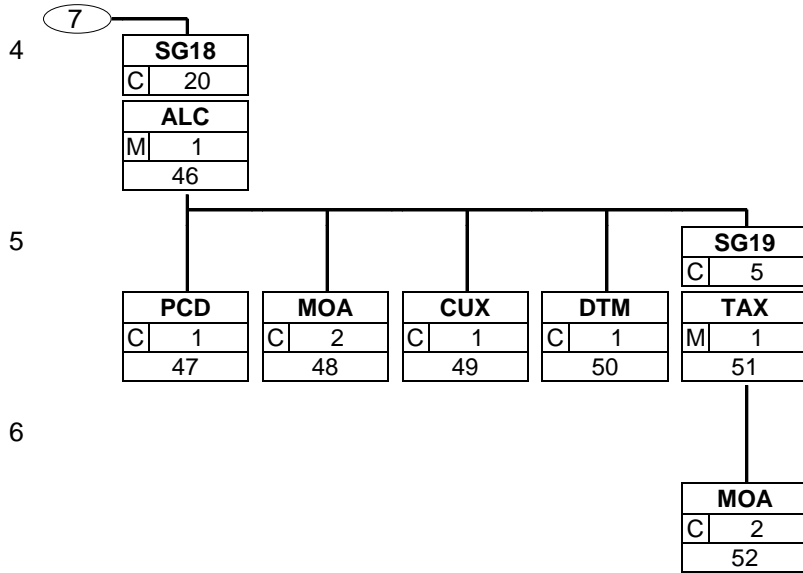 7
4
SG18
C 20
ALC
M 1
46
5
SG19
C 5
PCD MOA CUX DTM TAX
C 1 C 2 C 1 C 1 M 1
47 48 49 50 51
6
MOA
C 2
52